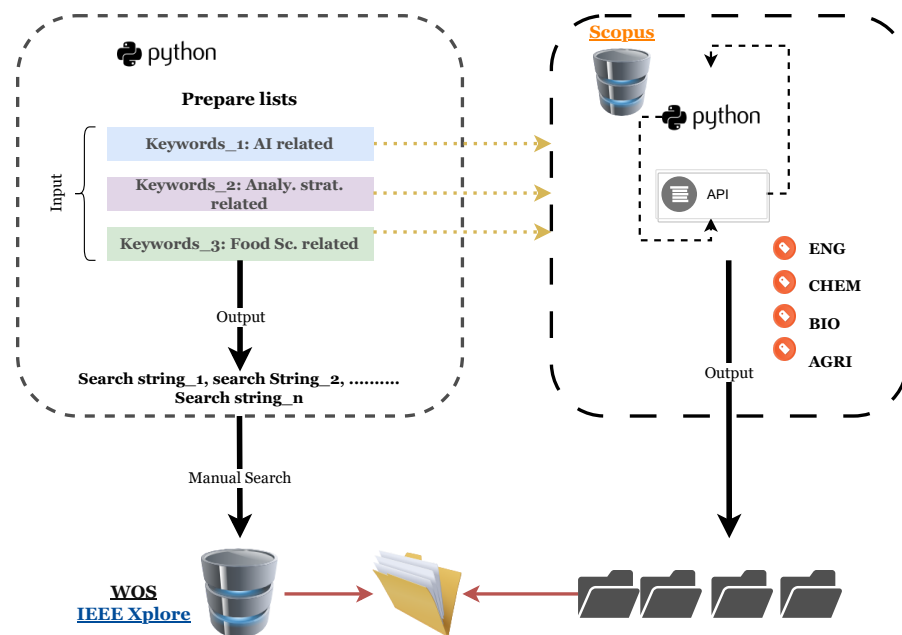 python
Prepare lists
Input
Keywords_1: AI related
Keywords_2: Analy. strat.
related
Keywords_3: Food Sc. related
Output
Search string_1, search String_2, ..........
Search string_n
Manual Search
WOS
IEEE Xplore
Scopus
python
API
ENG
CHEM
BIO
AGRI
Output